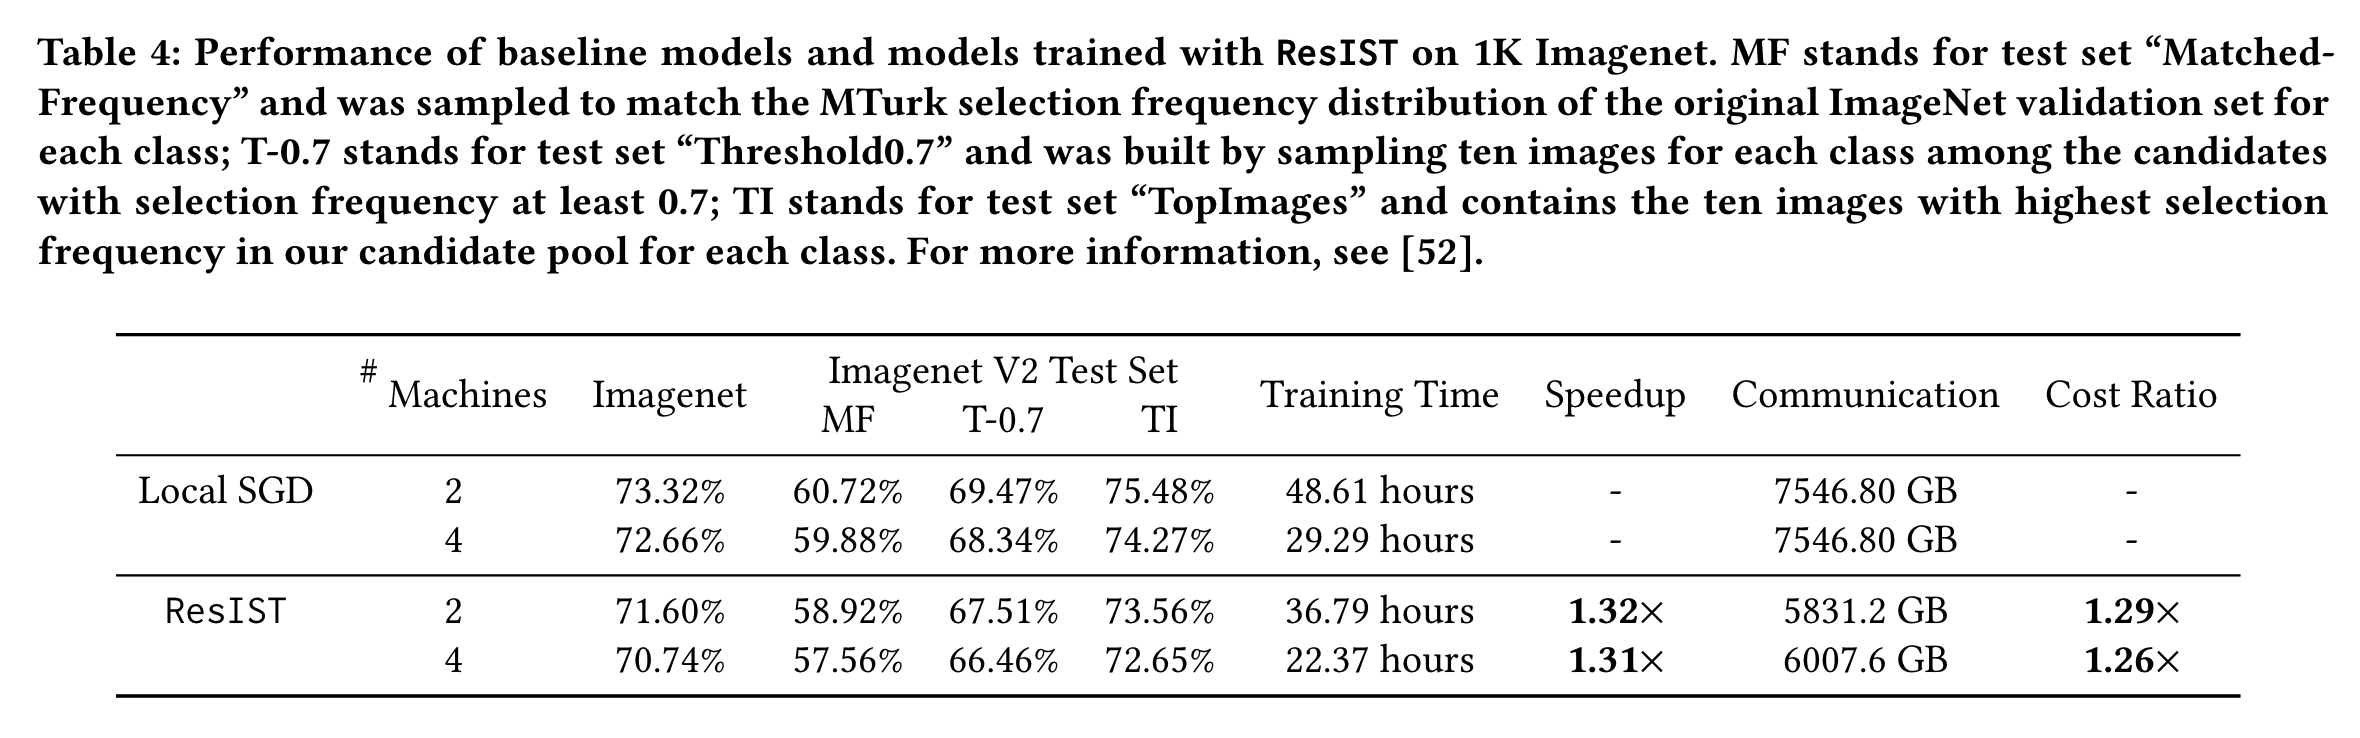 Table 4: Performance of baseline models and models trained with ResIST on 1K Imagenet. MF stands for test set “Matched-
Frequency” and was sampled to match the MTurk selection frequency distribution of the original ImageNet validation set for
each class; T-0.7 stands for test set “Threshold0.7” and was built by sampling ten images for each class among the candidates
with selection frequency at least 0.7; TI stands for test set “TopImages” and contains the ten images with highest selection
frequency in our candidate pool for each class. For more information, see [52].
# Machines Imagenet Imagenet V2 Test Set Training Time Speedup Communication Cost Ratio
MF T-0.7 TI
Local SGD 2 73.32% 60.72% 69.47% 75.48% 48.61 hours - 7546.80 GB -
4 72.66% 59.88% 68.34% 74.27% 29.29 hours - 7546.80 GB -
ResIST 2 71.60% 58.92% 67.51% 73.56% 36.79 hours 1.32× 5831.2 GB 1.29×
4 70.74% 57.56% 66.46% 72.65% 22.37 hours 1.31× 6007.6 GB 1.26×